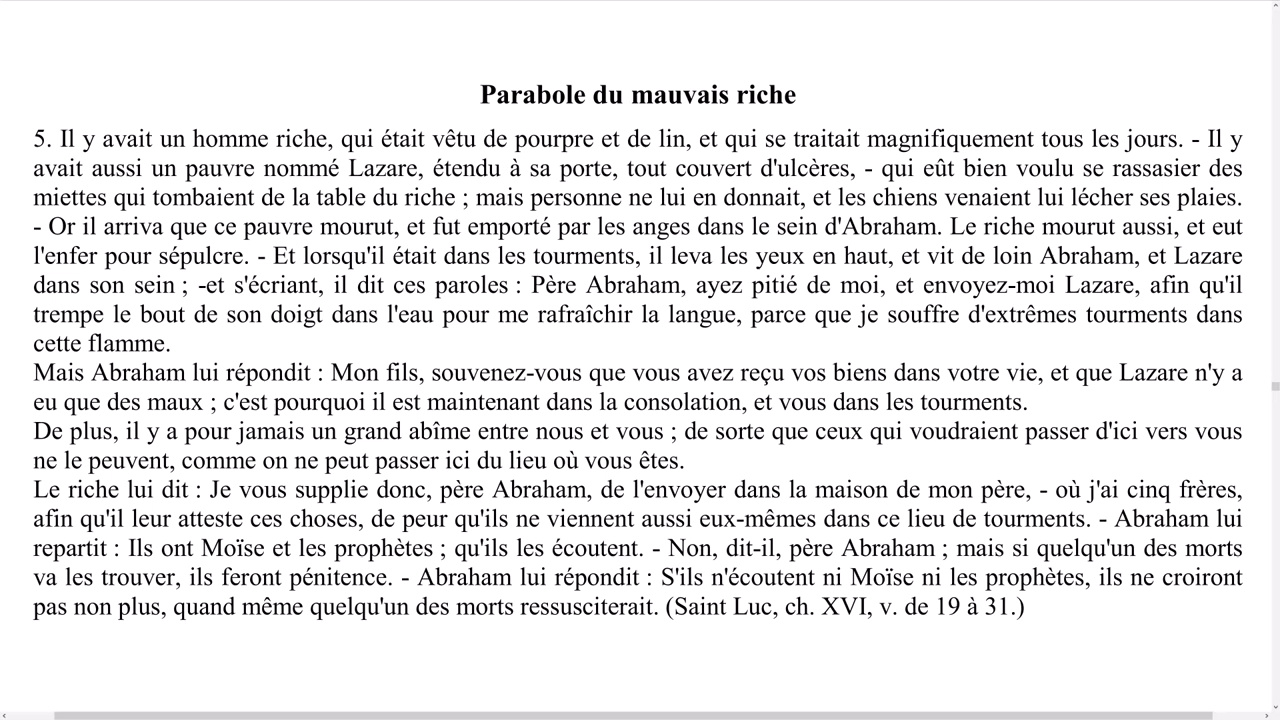 Parabole du mauvais riche
5. Il y avait un homme riche, qui était vêtu de pourpre et de lin, et qui se traitait magnifiquement tous les jours. - Il y
avait aussi un pauvre nommé Lazare, étendu à sa porte, tout couvert d'ulcères, - qui eût bien voulu se rassasier des
miettes qui tombaient de la table du riche ; mais personne ne lui en donnait, et les chiens venaient lui lécher ses plaies.
- Or il arriva que ce pauvre mourut, et fut emporté par les anges dans le sein d'Abraham. Le riche mourut aussi, et eut
l'enfer pour sépulcre. - Et lorsqu'il était dans les tourments, il leva les yeux en haut, et vit de loin Abraham, et Lazare
dans son sein ; -et s'écriant, il dit ces paroles : Père Abraham, ayez pitié de moi, et envoyez-moi Lazare, afin qu'il
trempe le bout de son doigt dans l'eau pour me rafraîchir la langue, parce que je souffre d'extrêmes tourments dans
cette flamme.
Mais Abraham lui répondit : Mon fils, souvenez-vous que vous avez reçu vos biens dans votre vie, et que Lazare n'y a
eu que des maux ; c'est pourquoi il est maintenant dans la consolation, et vous dans les tourments.
De plus, il y a pour jamais un grand abîme entre nous et vous ; de sorte que ceux qui voudraient passer d'ici vers vous
ne le peuvent, comme on ne peut passer ici du lieu où vous êtes.
Le riche lui dit : Je vous supplie donc, père Abraham, de l'envoyer dans la maison de mon père, - où j'ai cinq frères,
afin qu'il leur atteste ces choses, de peur qu'ils ne viennent aussi eux-mêmes dans ce lieu de tourments. - Abraham lui
repartit : Ils ont Moïse et les prophètes ; qu'ils les écoutent. - Non, dit-il, père Abraham ; mais si quelqu'un des morts
va les trouver, ils feront pénitence. - Abraham lui répondit : S'ils n'écoutent ni Moïse ni les prophètes, ils ne croiront
pas non plus, quand même quelqu'un des morts ressusciterait. (Saint Luc, ch. XVI, v. de 19 à 31.)